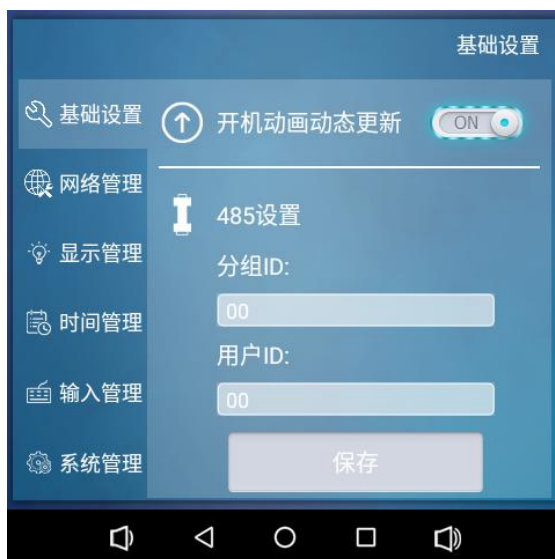 基础设置
基础设置
开机动画动态更新
ON
网络管理
485设置
显示管理
分组ID:
00
时间管理
用户ID:
输入管理
00
系统管理
保存